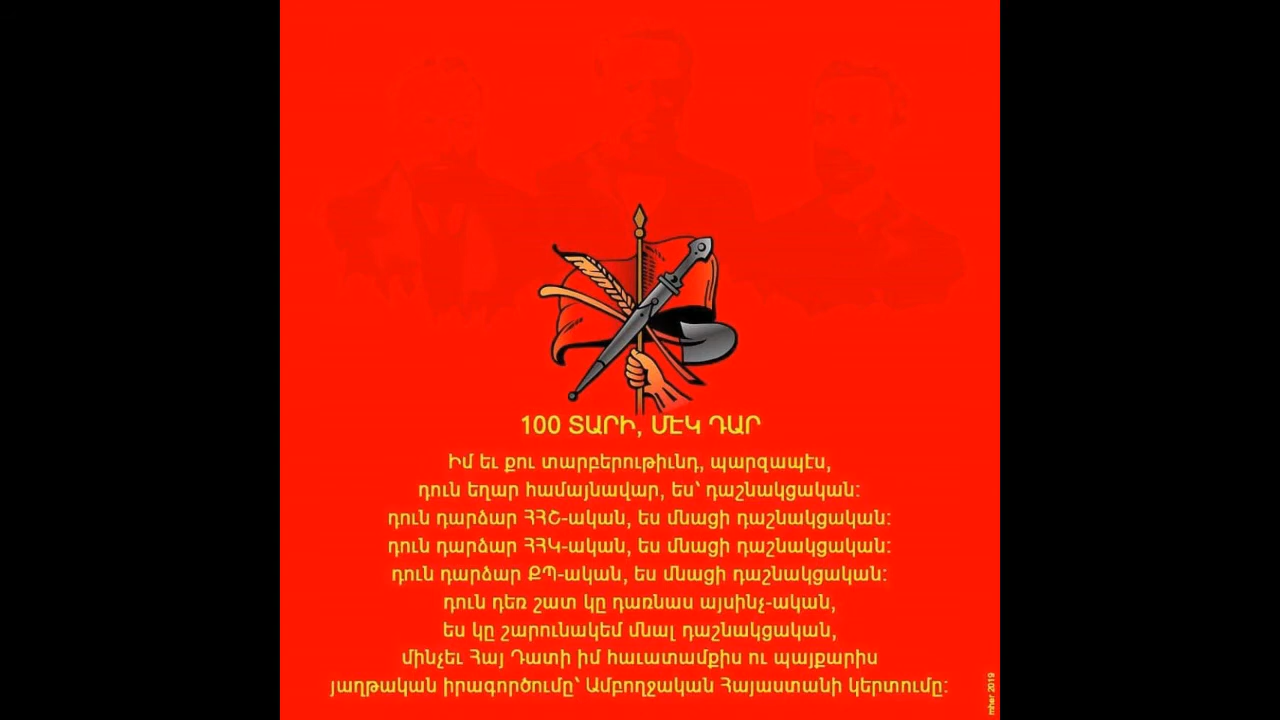 100 ՏԱՐԻ, ՄԷԿ ԴԱՐ
Իմ եւ քու տարբերութիւնդ, պարզապէս,
դուն եղար համայնավար, ես՝ դաշնակցական։
դուն դարձար ՀՀՇ-ական, ես մնացի դաշնակցական։
դուն դարձար ՀՀԿ-ական, ես մնացի դաշնակցական։
դուն դարձար ՔՊ-ական, ես մնացի դաշնակցական։
դուն դեռ շատ կը դառնաս այսինչ-ական,
ես կը շարունակեմ մնալ դաշնակցական,
մինչեւ Հայ Դատի իմ հաւատամքիս ու պայքարիս
յաղթական իրագործումը՝ Ամբողջական Հայաստանի կերտումը։
mher 2019